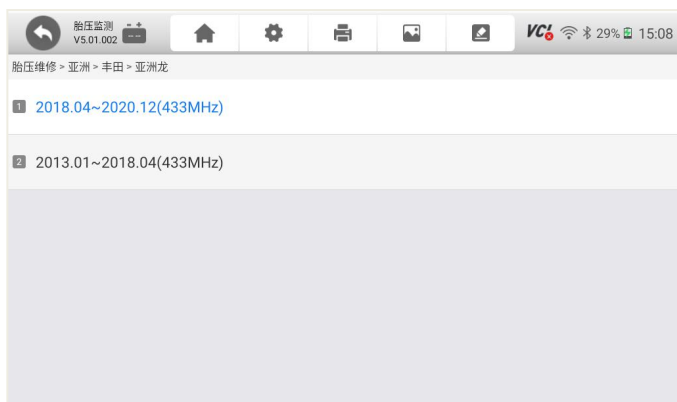 胎压监测
V5.01.002
VCI 29% 15:08
胎压维修 > 亚洲 > 丰田 > 亚洲龙
1 2018.04~2020.12(433MHz)
2 2013.01~2018.04(433MHz)